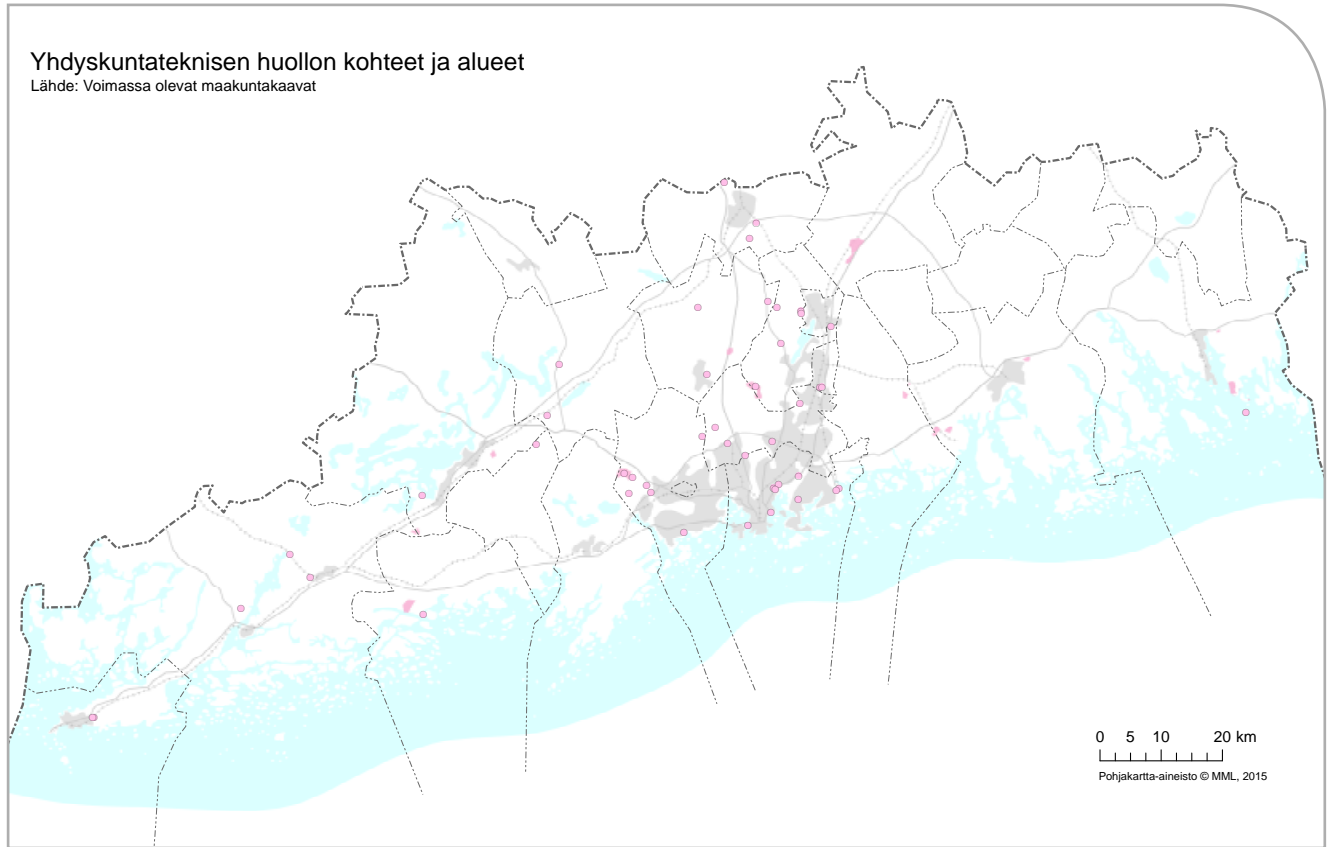 Yhdyskuntateknisen huollon kohteet ja alueet
Lähde: Voimassa olevat maakuntakaavat
0 5 10 20 km
Pohjakartta-aineisto © MML, 2015